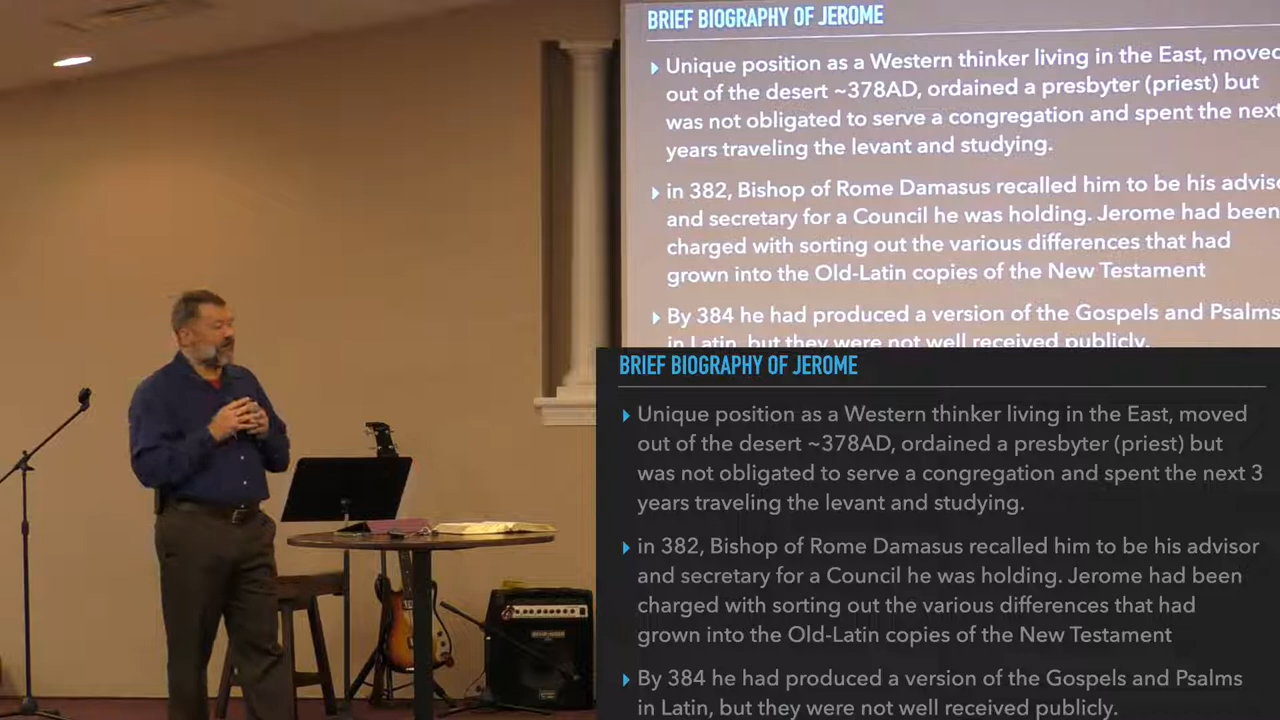 BRIEF BIOGRAPHY OF JEROME
Unique position as a Western thinker living in the East, moved
out of the desert ~378AD, ordained a presbyter (priest) but
was not obligated to serve a congregation and spent the next
years traveling the levant and studying.
in 382, Bishop of Rome Damasus recalled him to be his adviso
and secretary for a Council he was holding. Jerome had been
charged with sorting out the various differences that had
grown into the Old-Latin copies of the New Testament
By 384 he had produced a version of the Gospels and Psalms
in Latin, but they were not well received publicly.
BRIEF BIOGRAPHY OF JEROME
Unique position as a Western thinker living in the East, moved
out of the desert ~378AD, ordained a presbyter (priest) but
was not obligated to serve a congregation and spent the next 3
years traveling the levant and studying.
in 382, Bishop of Rome Damasus recalled him to be his advisor
and secretary for a Council he was holding. Jerome had been
charged with sorting out the various differences that had
grown into the Old-Latin copies of the New Testament
By 384 he had produced a version of the Gospels and Psalms
in Latin, but they were not well received publicly.